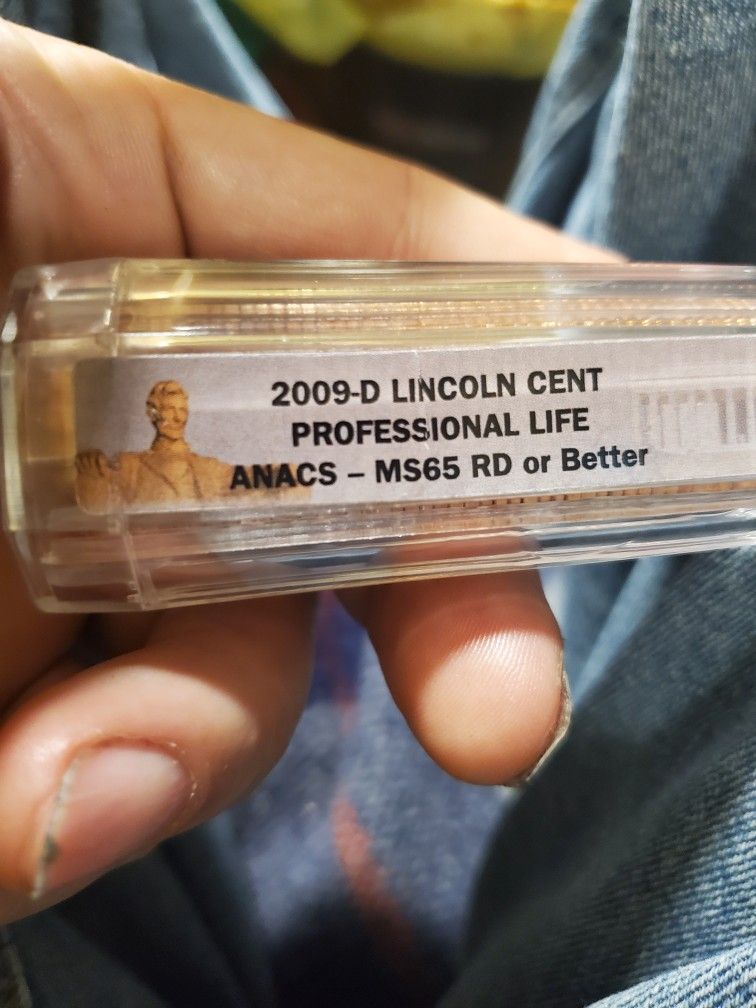 2009-D LINCOLN CENT
PROFESSIONAL LIFE
ANACS – MS65 RD or Better